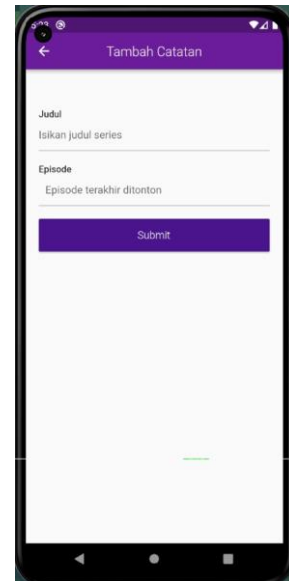 Tambah Catatan
Judul
Isikan judul series
Episode
Episode terakhir ditonton
Submit